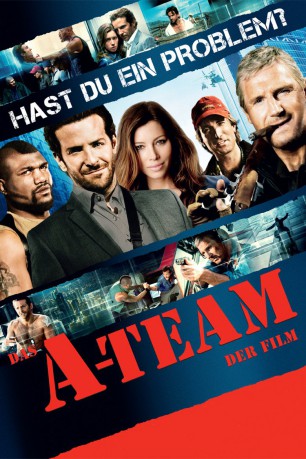 HAST DU EIN PROBLEM?
DAS
A-TEAM
DER FILM